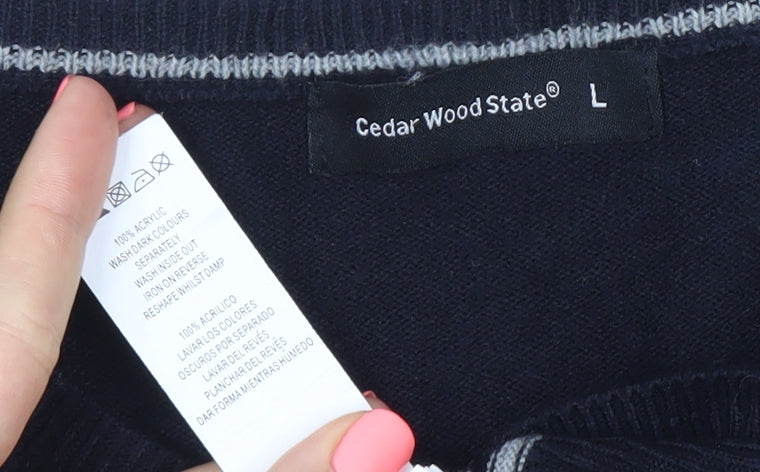 Cedar Wood State® L
100% ACRYLIC
WASH DARK COLOURS
SEPARATELY
WASH INSIDE OUT
IRON ON REVERSE
RESHAPE WHILST DAMP
100% ACRILICO
LAVAR LOS COLORES
OSCUROS POR SEPARADO
LAVAR DEL REVÉS
PLANCHAR DEL REVÉS
DAR FORMA MIENTRAS HÚMEDO